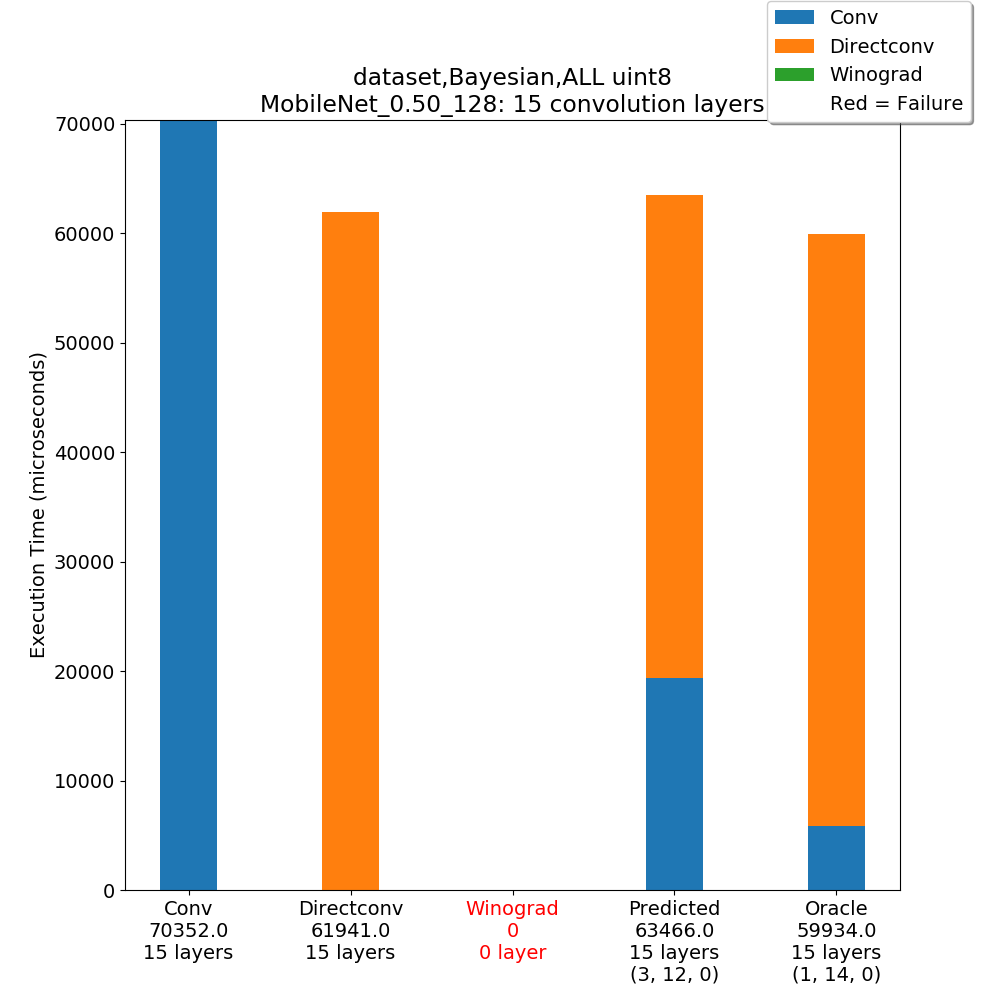 Conv
Directconv
Winograd
Red = Failure
dataset,Bayesian,ALL uint8
MobileNet_0.50_128: 15 convolution layers
Execution Time (microseconds)
70000
60000
50000
40000
30000
20000
10000
0
Conv
70352.0
15 layers
Directconv
61941.0
15 layers
Winograd
0
0 layer
Predicted
63466.0
15 layers
(3, 12, 0)
Oracle
59934.0
15 layers
(1, 14, 0)